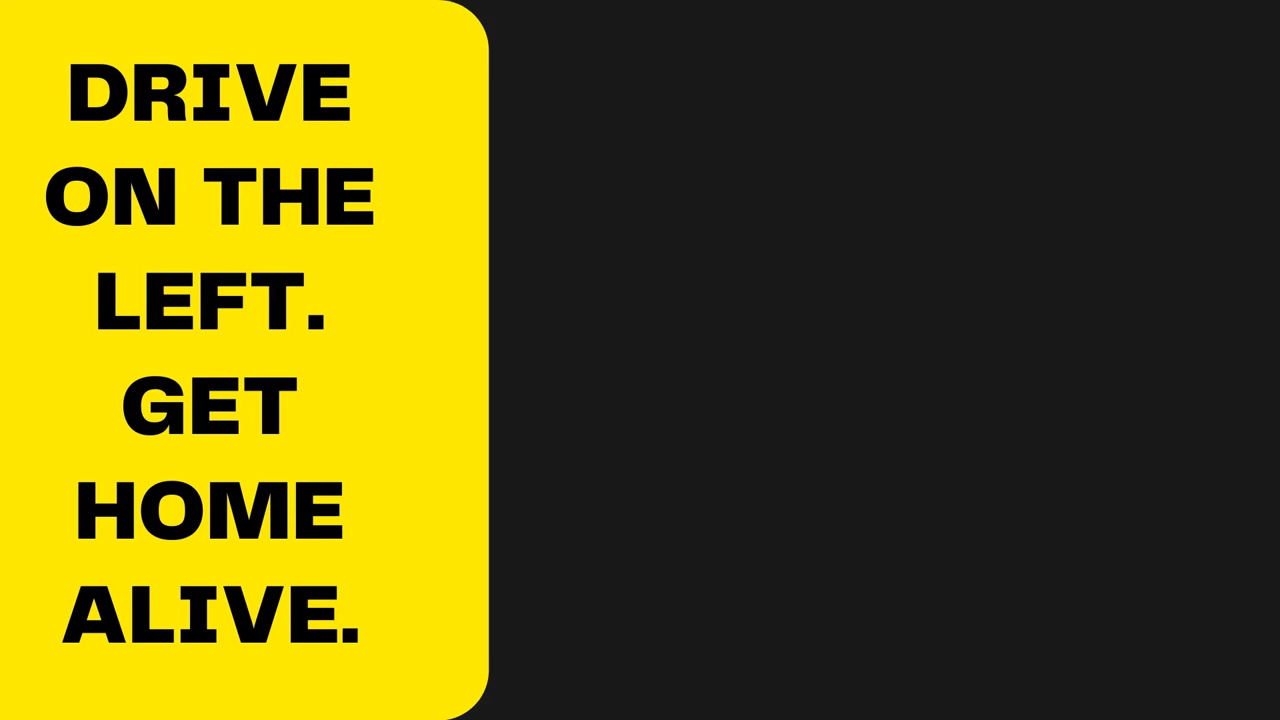 DRIVE
ON THE
LEFT.
GET
HOME
ALIVE.